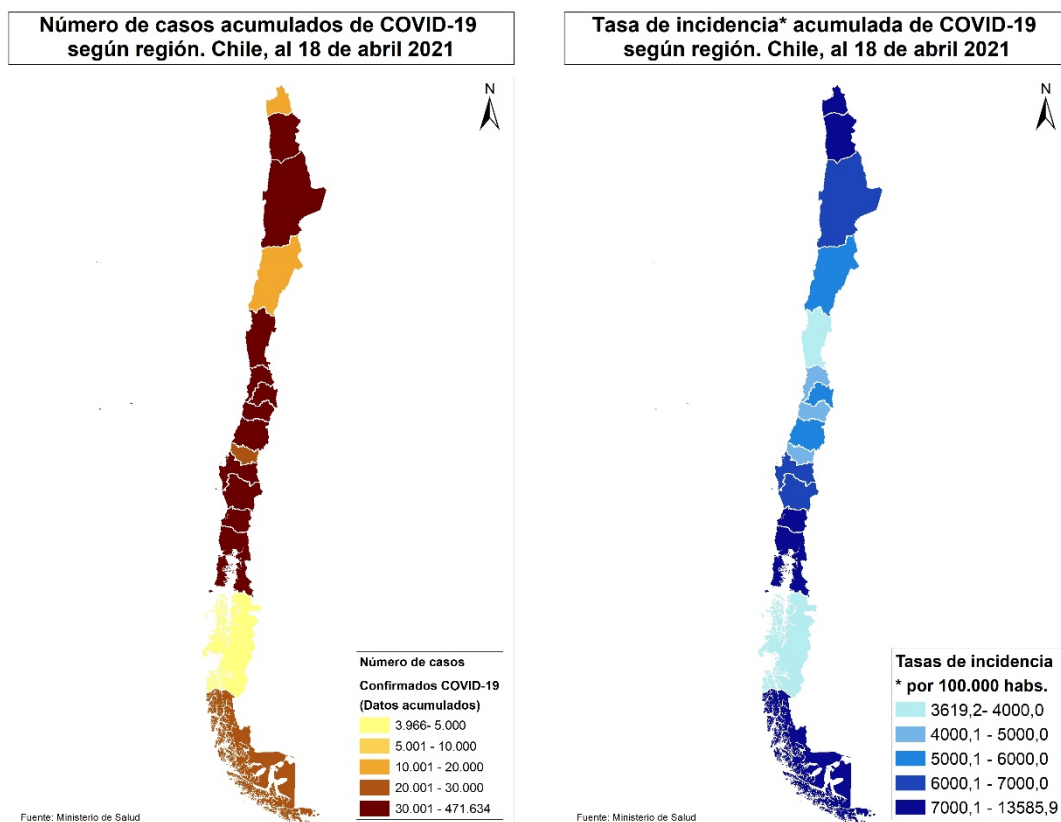 Número de casos acumulados de COVID-19
según región. Chile, al 18 de abril 2021
N
Número de casos
Confirmados COVID-19
(Datos acumulados)
3.966- 5.000
5.001 - 10.000
10.001 - 20.000
20.001 - 30.000
30.001 - 471.634
Fuente: Ministerio de Salud
Tasa de incidencia* acumulada de COVID-19
según región. Chile, al 18 de abril 2021
N
Tasas de incidencia
* por 100.000 habs.
3619,2- 4000,0
4000,1 - 5000,0
5000,1 - 6000,0
6000,1 - 7000,0
7000,1 - 13585,9
Fuente: Ministerio de Salud